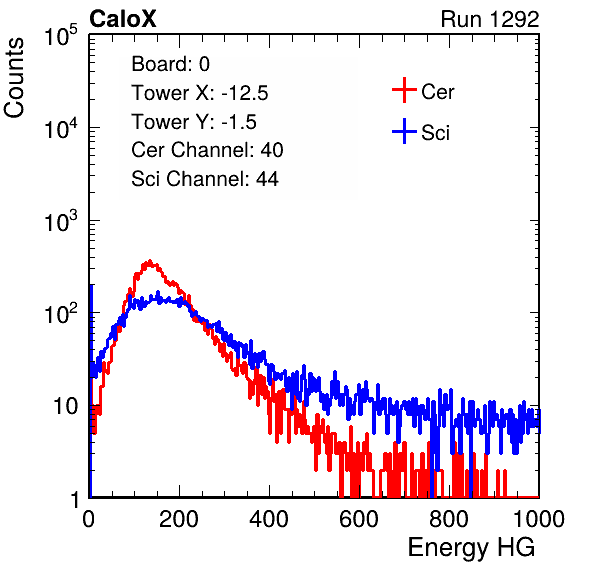 CaloX Run 1292
Counts
Board: 0
Tower X: -12.5
Tower Y: -1.5
Cer Channel: 40
Sci Channel: 44
Cer
Sci
10^5
10^4
10^3
10^2
10
1
0 200 400 600 800 1000
Energy HG